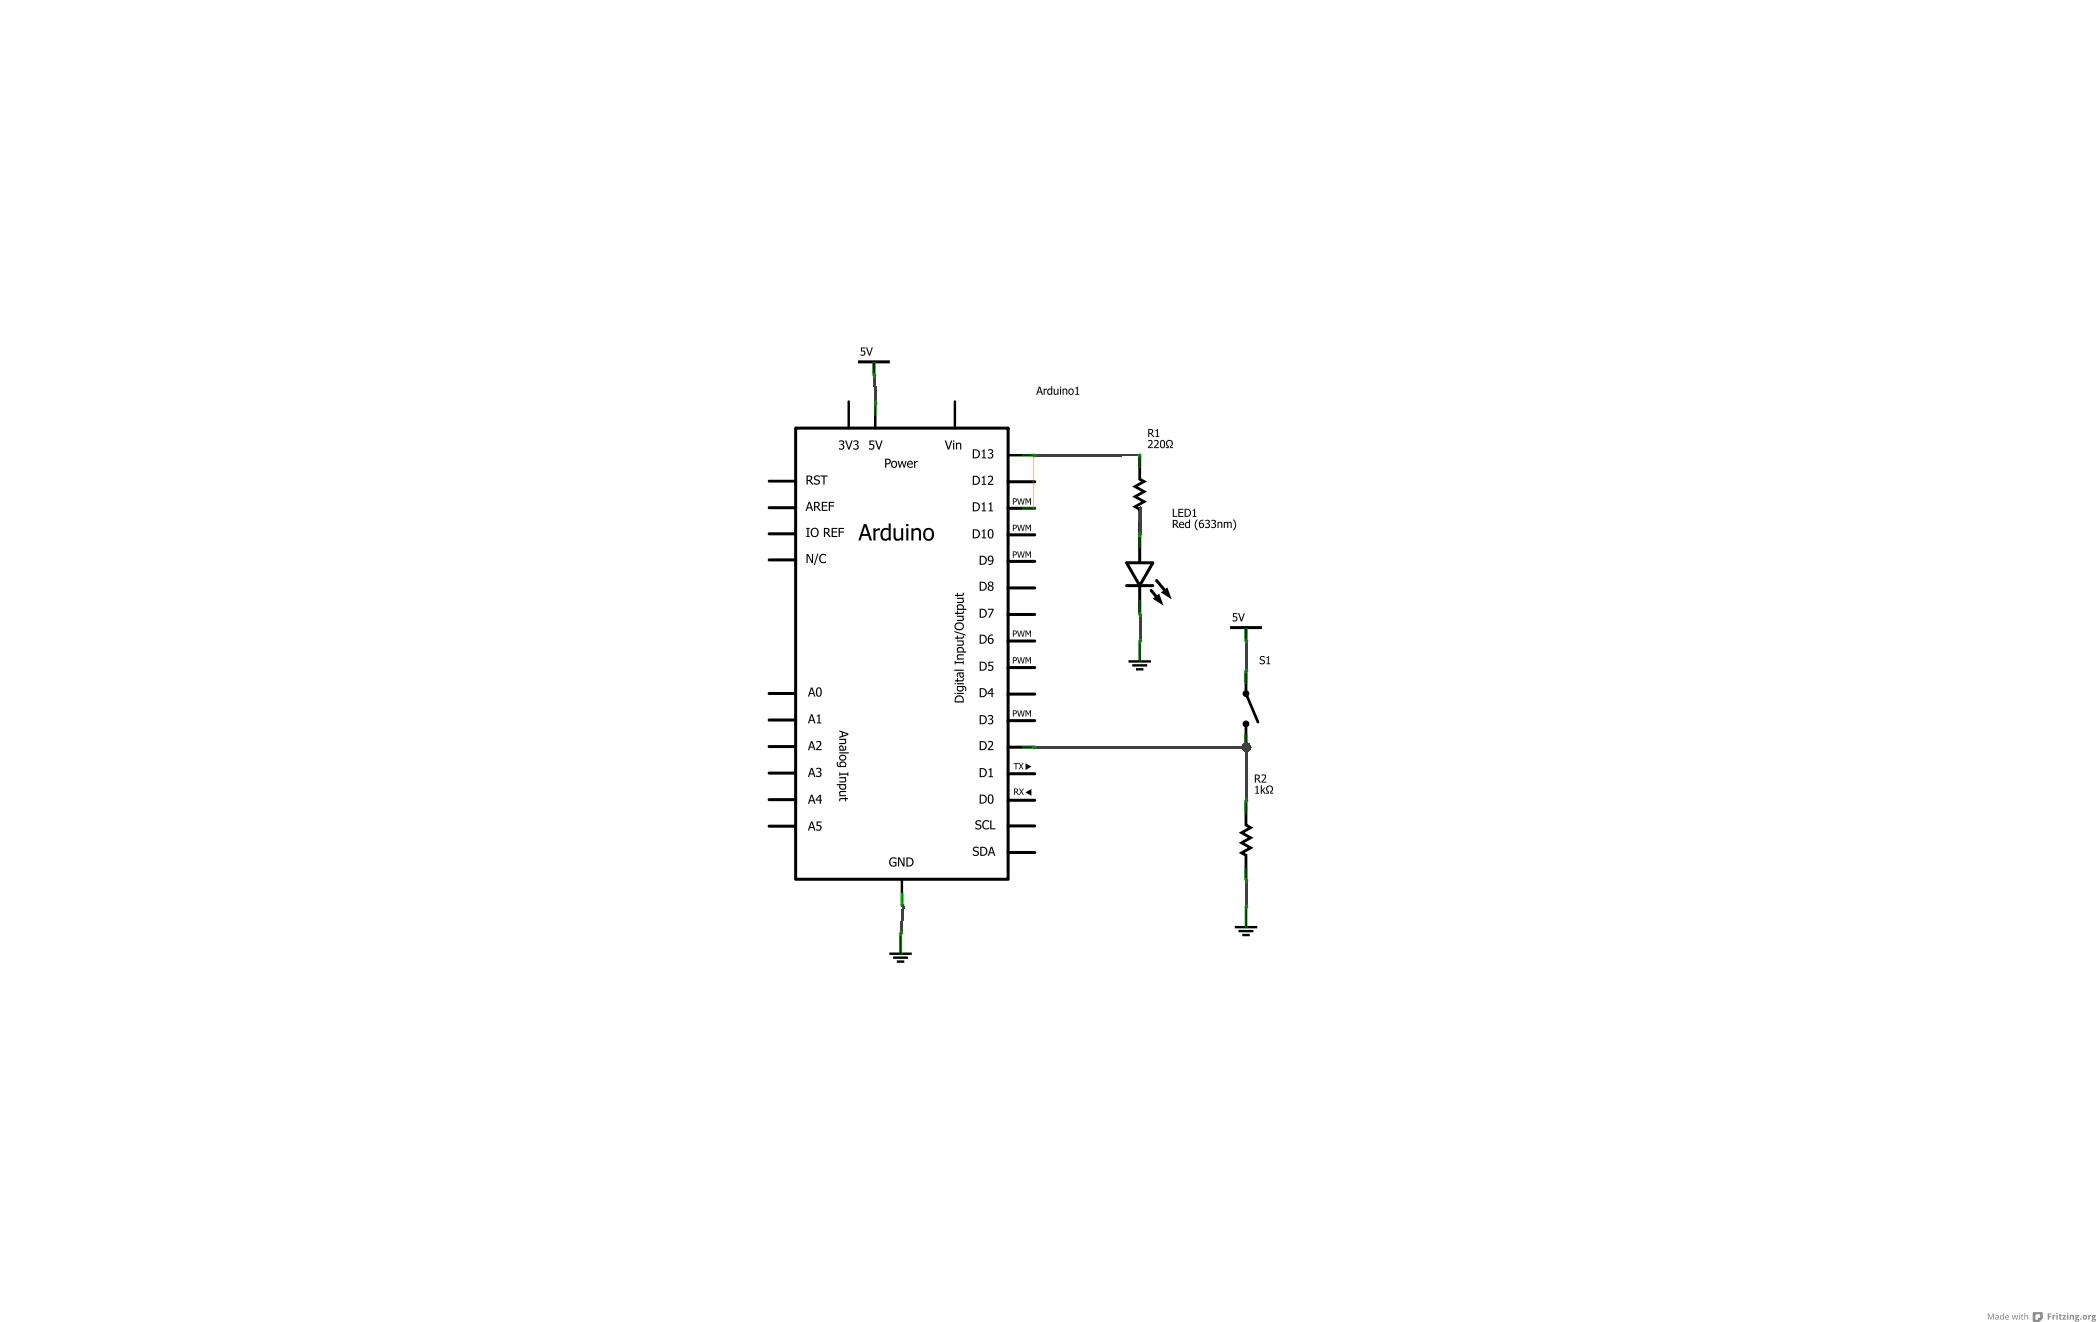 5V
Arduino1
3V3 5V Vin
Power
R1
220Ω
D13
RST
D12
AREF
PWM
D11
LED1
Red (633nm)
IO REF
Arduino
PWM
D10
N/C
PWM
D9
D8
D7
5V
PWM
D6
Digital Input/Output
PWM
D5
S1
A0
D4
A1
PWM
D3
A2
D2
Analog Input
A3
TX
D1
R2
1kΩ
A4
RX
D0
A5
SCL
SDA
GND
Made with Fritzing.org